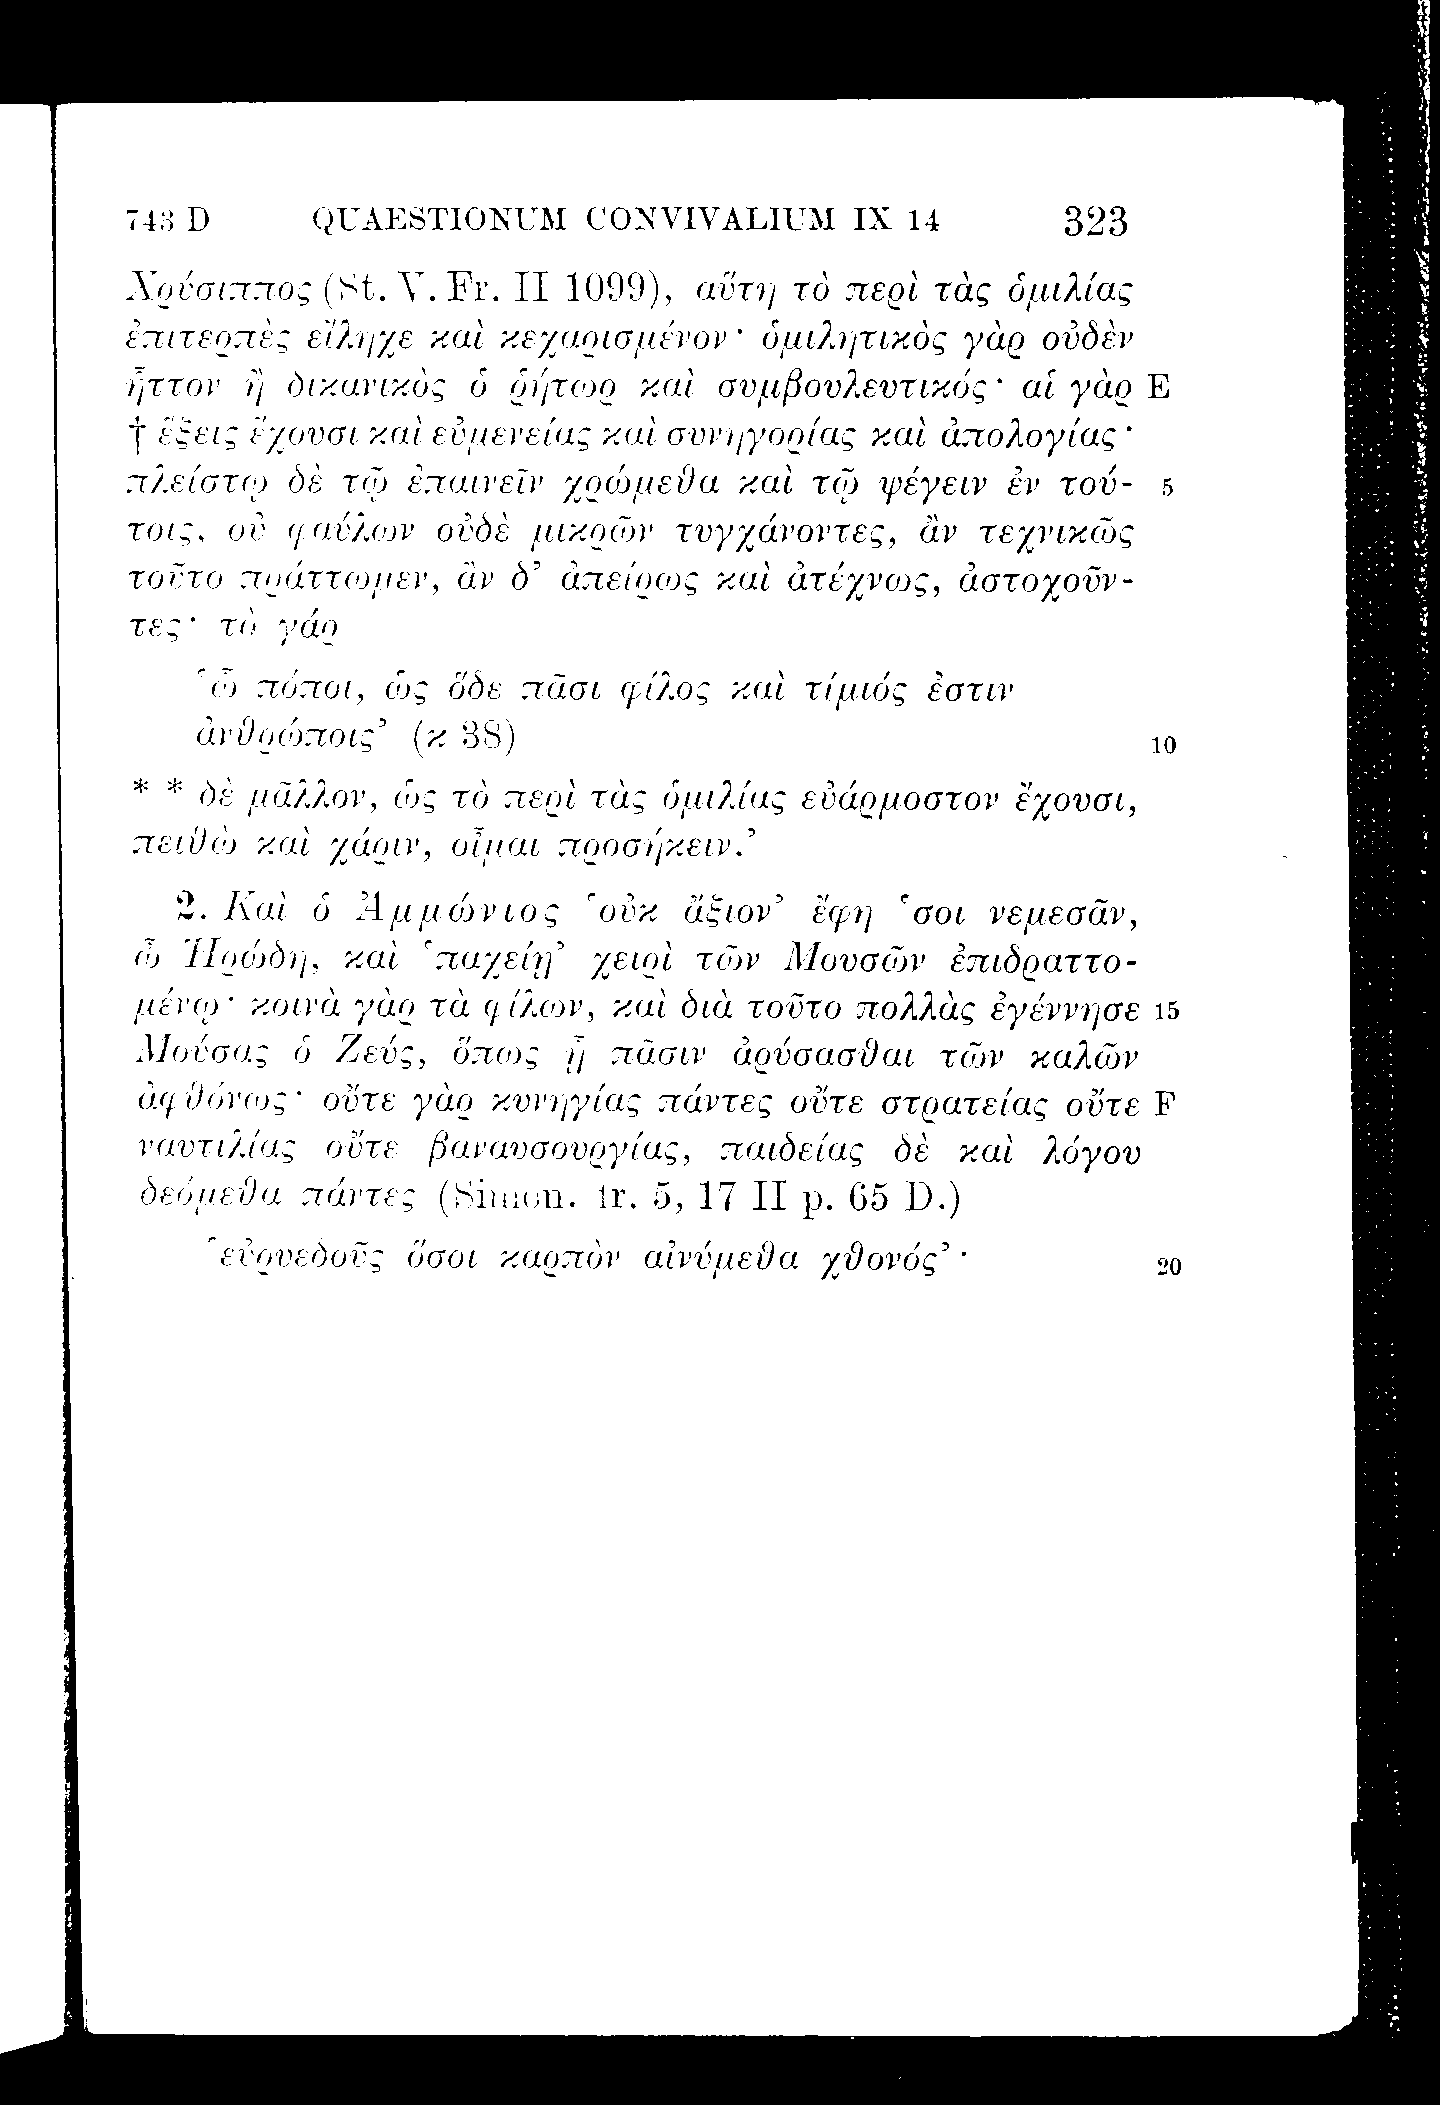 743 D QUAESTIONUM CONVIVALIUM IX 14 323
Χρύσιππος (St. V. Fr. II 1099), αὕτη τὸ περὶ τὰς ὁμιλίας
ἐπιτερπὲς εἴληχε καὶ κεχαρισμένον· ὁμιλητικὸς γὰρ οὐδὲν
ἧττον ἢ δικανικὸς ὁ ῥήτωρ καὶ συμβουλευτικός· αἱ γὰρ E
† ἕξεις ἔχουσι καὶ εὐμενείας καὶ συνηγορίας καὶ ἀπολογίας·
πλείστῳ δὲ τῷ ἐπαινεῖν χρώμεθα καὶ τῷ ψέγειν ἐν τού- 5
τοις, οὐ φαύλων οὐδὲ μικρῶν τυγχάνοντες, ἂν τεχνικῶς
τοῦτο πράττωμεν, ἂν δ’ ἀπείρως καὶ ἀτέχνως, ἀστοχοῦν-
τες· τὸ γάρ
‘ὢ πόποι, ὡς ὅδε πᾶσι φίλος καὶ τίμιός ἐστιν
ἀνθρώποις’ (κ 38) 10
* * δὲ μᾶλλον, ὡς τὸ περὶ τὰς ὁμιλίας εὐάρμοστον ἔχουσι,
πειθὼ καὶ χάριν, οἶμαι προσήκειν.’
2. Καὶ ὁ Ἀμμώνιος ‘οὐκ ἄξιον’ ἔφη ‘σοι νεμεσᾶν,
ὦ Ἡρώδη, καὶ ‘παχείῃ’ χειρὶ τῶν Μουσῶν ἐπιδραττο-
μένῳ· κοινὰ γὰρ τὰ φίλων, καὶ διὰ τοῦτο πολλὰς ἐγέννησε 15
Μούσας ὁ Ζεύς, ὅπως ᾖ πᾶσιν ἀρύσασθαι τῶν καλῶν
ἀφθόνως· οὔτε γὰρ κυνηγίας πάντες οὔτε στρατείας οὔτε F
ναυτιλίας οὔτε βαναυσουργίας, παιδείας δὲ καὶ λόγου
δεόμεθα πάντες (Simon. fr. 5, 17 II p. 65 D.)
‘εὐρυεδοῦς ὅσοι καρπὸν αἰνύμεθα χθονός’· 20